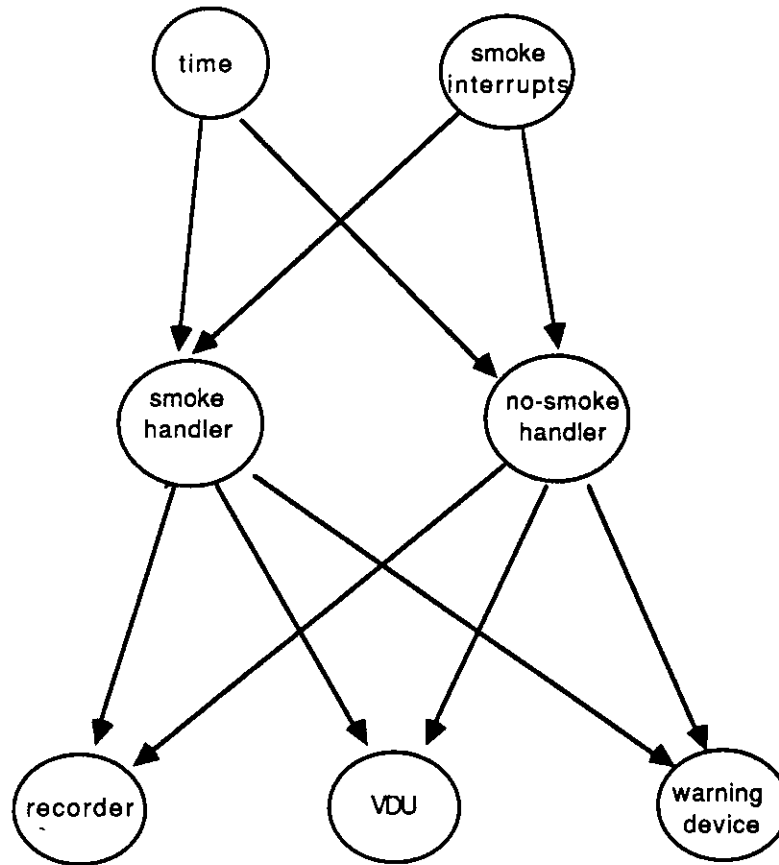 time
smoke
interrupts
smoke
handler
no-smoke
handler
recorder
VDU
warning
device